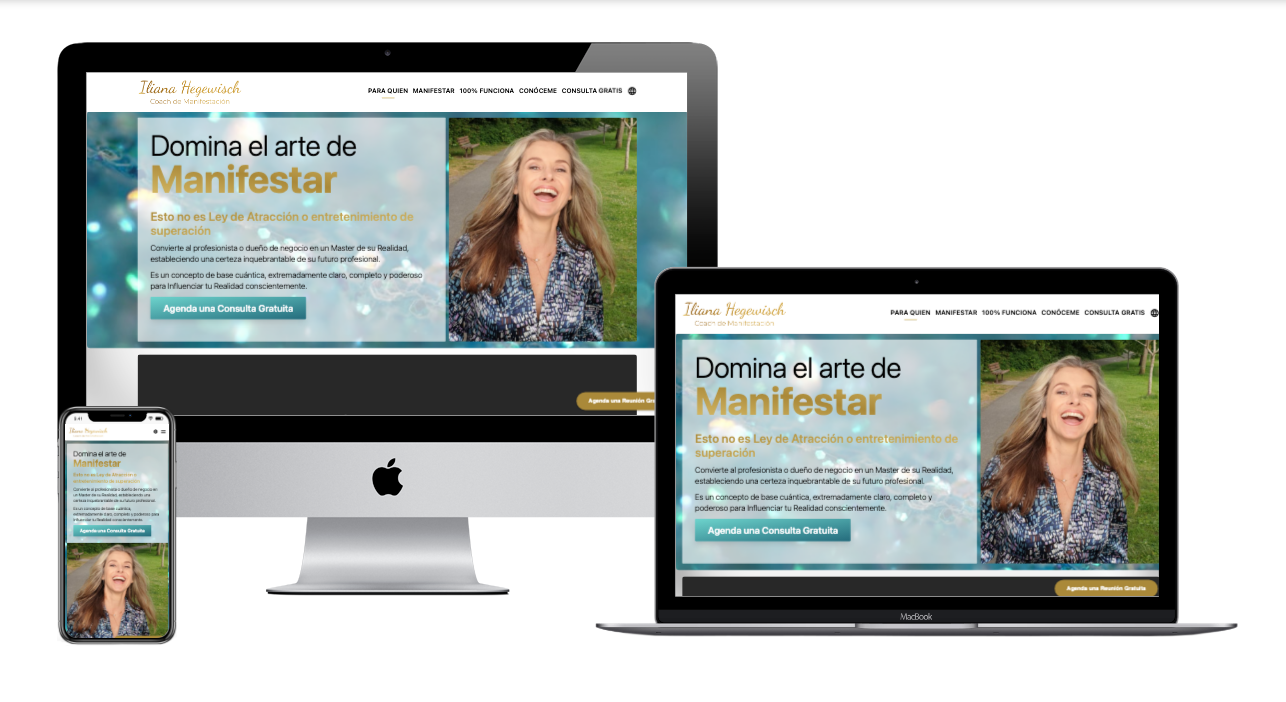 Iliana Hegewisch
Coach de Manifestación
PARA QUIEN MANIFESTAR 100% FUNCIONA CONÓCEME CONSULTA GRATIS
Domina el arte de
Manifestar
Esto no es Ley de Atracción o entretenimiento de
superación
Convierte al profesionista o dueño de negocio en un Master de su Realidad,
estableciendo una certeza inquebrantable de su futuro profesional.
Es un concepto de base cuántica, extremadamente claro, completo y poderoso
para Influenciar tu Realidad conscientemente.
Agenda una Consulta Gratuita
Agenda una Reunión Gr
Iliana Hegewisch
Coach de Manifestación
PARA QUIEN MANIFESTAR 100% FUNCIONA CONÓCEME CONSULTA GRATIS
Domina el arte de
Manifestar
Esto no es Ley de Atracción o entretenimiento de
superación
Convierte al profesionista o dueño de negocio en un Master de su Realidad,
estableciendo una certeza inquebrantable de su futuro profesional.
Es un concepto de base cuántica, extremadamente claro, completo y
poderoso para Influenciar tu Realidad conscientemente.
Agenda una Consulta Gratuita
Agenda una Reunión Gratuita
MacBook
Iliana Hegewisch
Domina el arte de
Manifestar
Esto no es Ley de Atracción o
entretenimiento de superación
Convierte al profesionista o dueño de negocio en
un Master de su Realidad, estableciendo una
certeza inquebrantable de su futuro profesional.
Es un concepto de base cuántica,
extremadamente claro, completo y poderoso para
Influenciar tu Realidad conscientemente.
Agenda una Consulta Gratuita